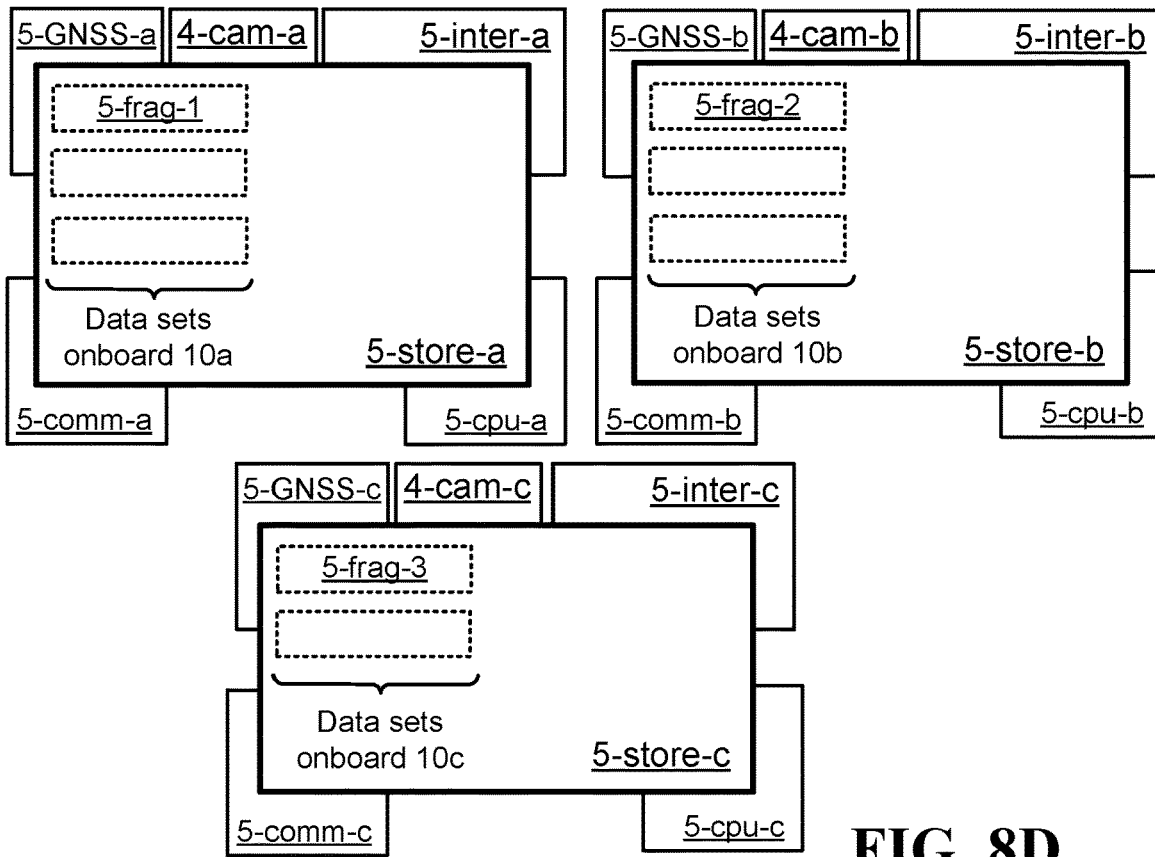 5-GNSS-a
4-cam-a
5-inter-a
5-frag-1
Data sets
onboard 10a
5-store-a
5-comm-a
5-cpu-a
5-GNSS-b
4-cam-b
5-inter-b
5-frag-2
Data sets
onboard 10b
5-store-b
5-comm-b
5-cpu-b
5-GNSS-c
4-cam-c
5-inter-c
5-frag-3
Data sets
onboard 10c
5-store-c
5-comm-c
5-cpu-c
FIG. 8D